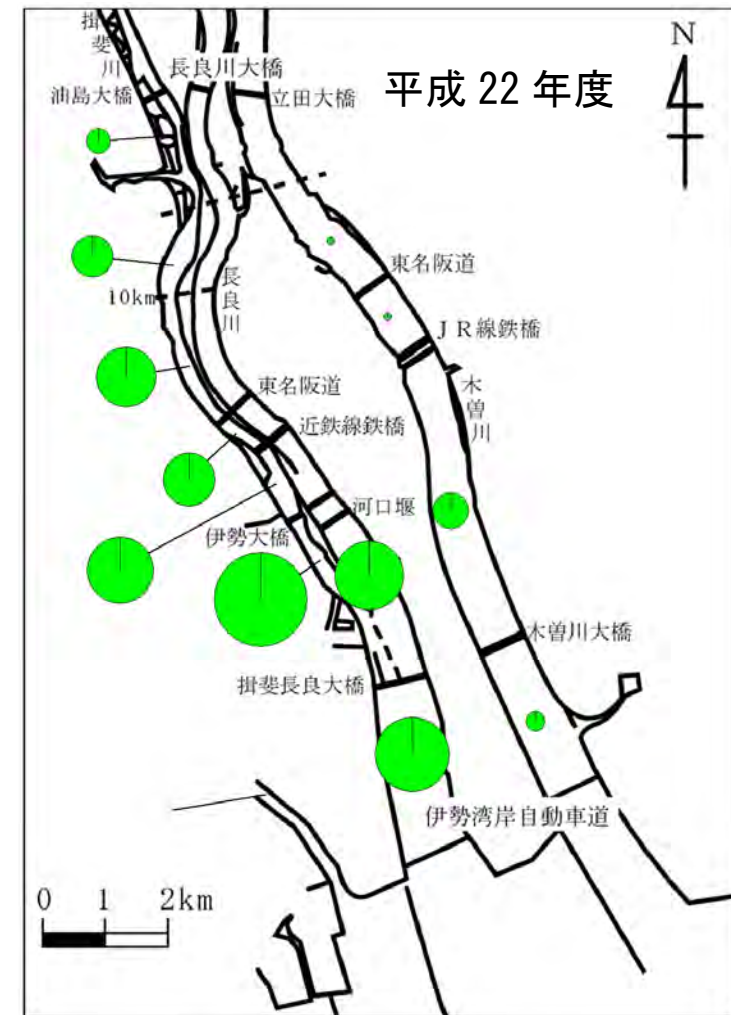 揖斐川
長良川大橋
平成 22 年度
N
油島大橋
立田大橋
東名阪道
10km
長良川
JR線鉄橋
東名阪道
木曽川
近鉄線鉄橋
河口堰
伊勢大橋
木曽川大橋
揖斐長良大橋
伊勢湾岸自動車道
0 1 2km